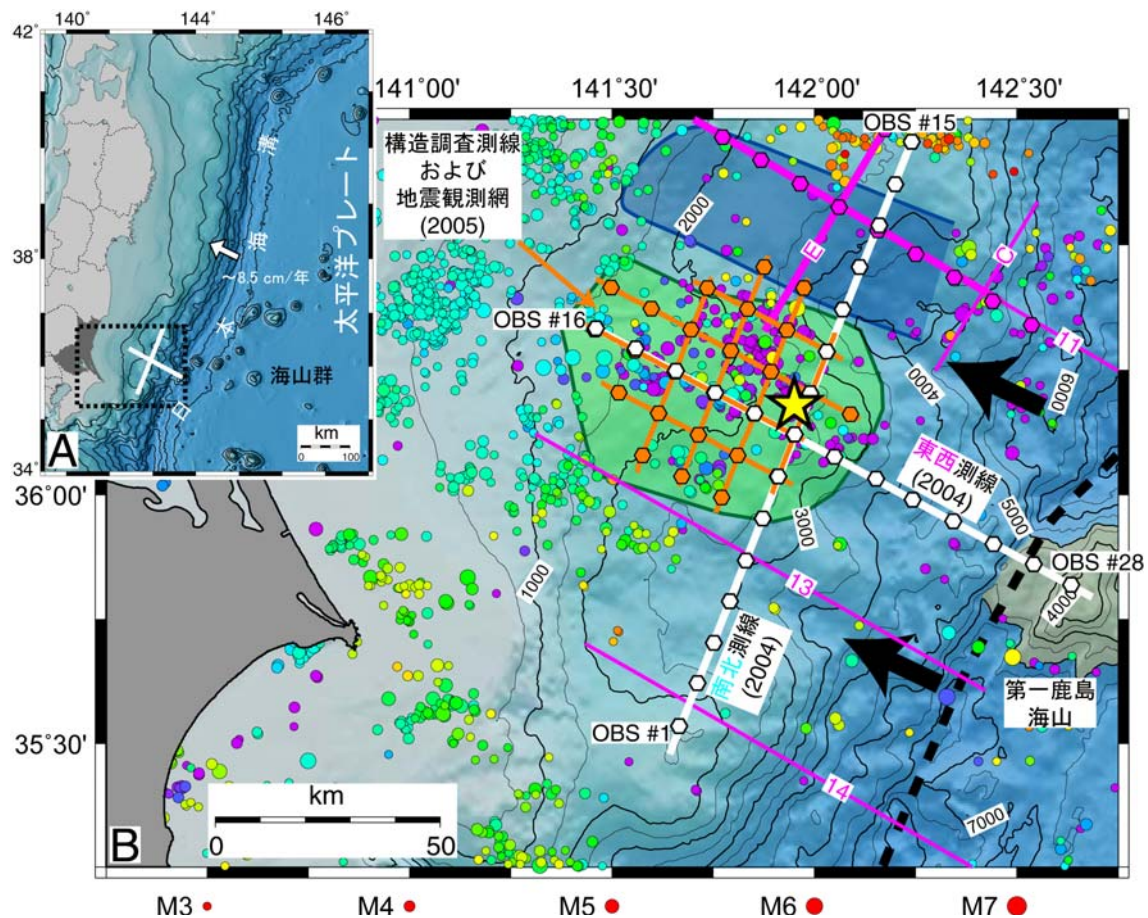 140° 144° 146°
42°
38°
34°
日本海溝
太平洋プレート
~8.5 cm/年
海山群
km
0 100
A
141°00' 141°30' 142°00' 142°30'
36°00'
35°30'
構造調査測線
および
地震観測網
(2005)
OBS #15
OBS #16
2000
E
C
11
4000
6000
東西測線
(2004)
5000
3000
OBS #28
4000
1000
13
南北測線
(2004)
第一鹿島
海山
OBS #1
14
7000
km
0 50
B
M3 M4 M5 M6 M7